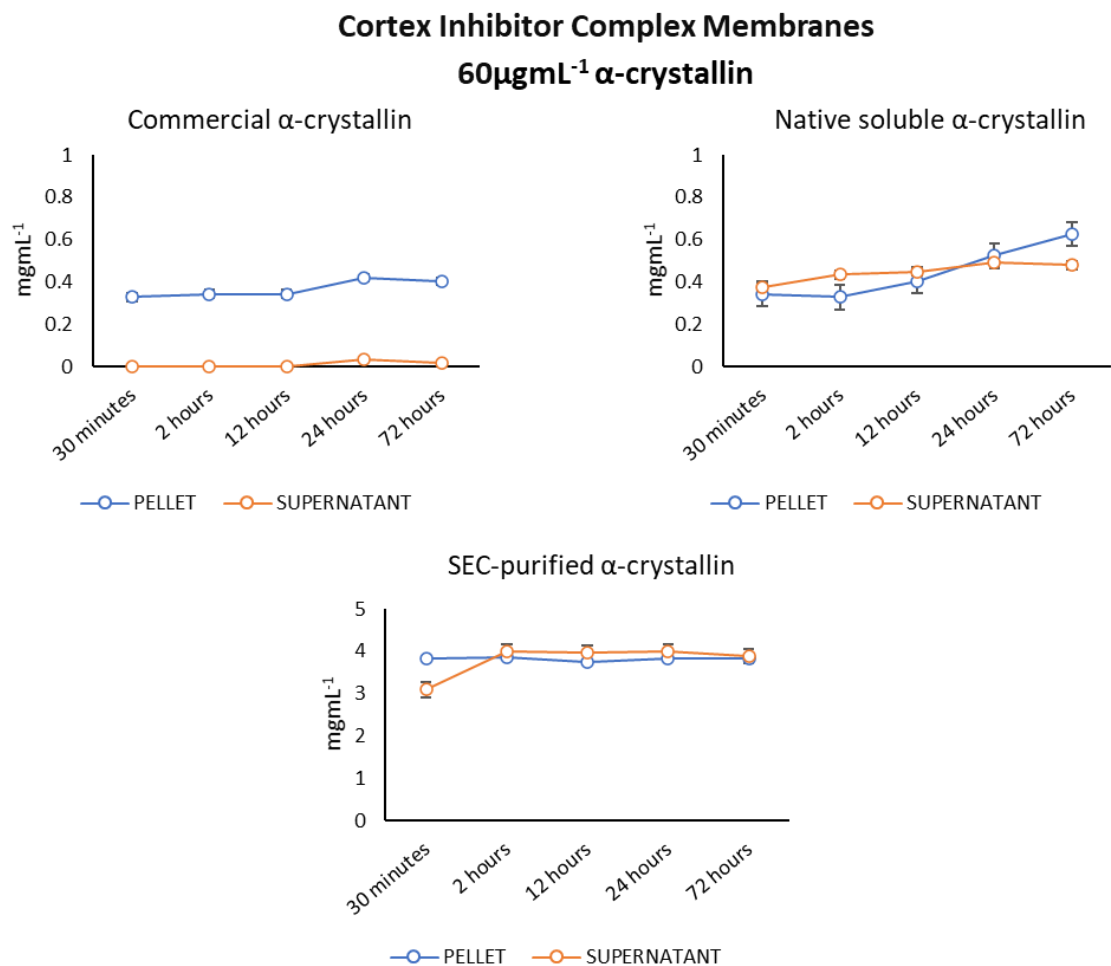 Cortex Inhibitor Complex Membranes
60µgmL⁻¹ α-crystallin
Commercial α-crystallin
1
0.8
0.6
0.4
0.2
0
mgmL⁻¹
30 minutes
2 hours
12 hours
24 hours
72 hours
PELLET
SUPERNATANT
Native soluble α-crystallin
1
0.8
0.6
0.4
0.2
0
mgmL⁻¹
30 minutes
2 hours
12 hours
24 hours
72 hours
PELLET
SUPERNATANT
SEC-purified α-crystallin
5
4
3
2
1
0
mgmL⁻¹
30 minutes
2 hours
12 hours
24 hours
72 hours
PELLET
SUPERNATANT